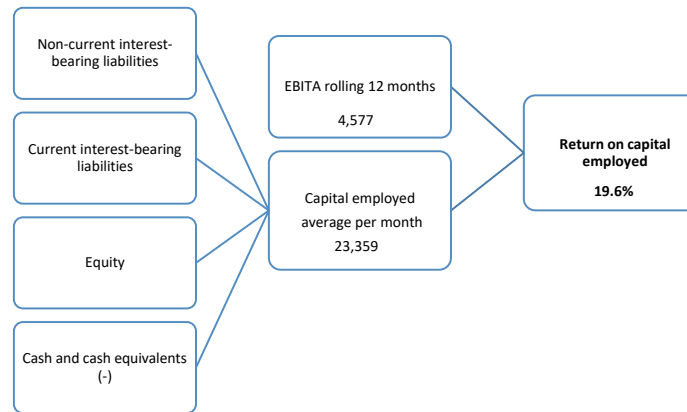 Non-current interest-
bearing liabilities
Current interest-bearing
liabilities
Equity
Cash and cash equivalents
(-)
EBITA rolling 12 months
4,577
Capital employed
average per month
23,359
Return on capital
employed
19.6%